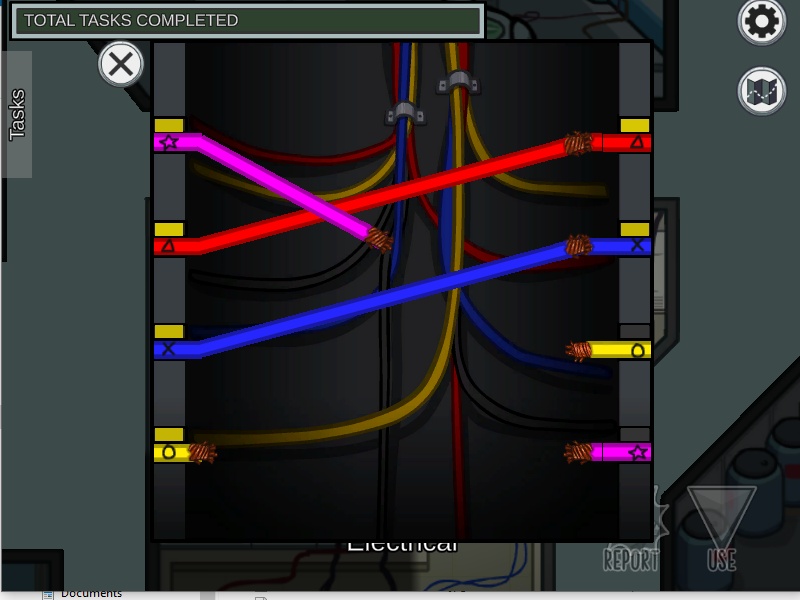 TOTAL TASKS COMPLETED
Tasks
Electrical
REPORT
USE
Documents